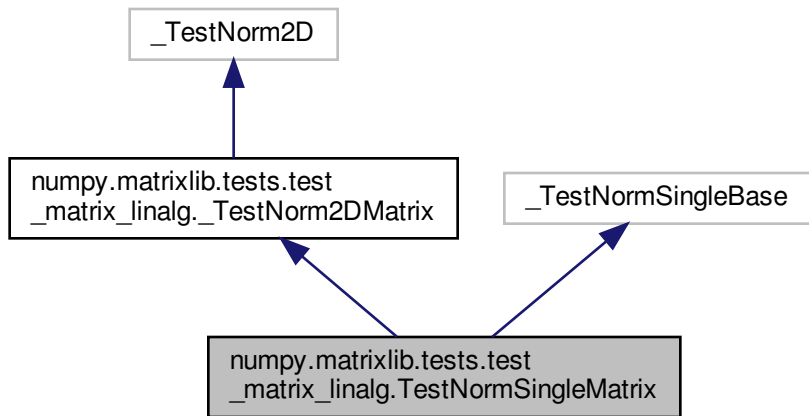 _TestNorm2D
numpy.matrixlib.tests.test
_matrix_linalg._TestNorm2DMatrix
_TestNormSingleBase
numpy.matrixlib.tests.test
_matrix_linalg.TestNormSingleMatrix